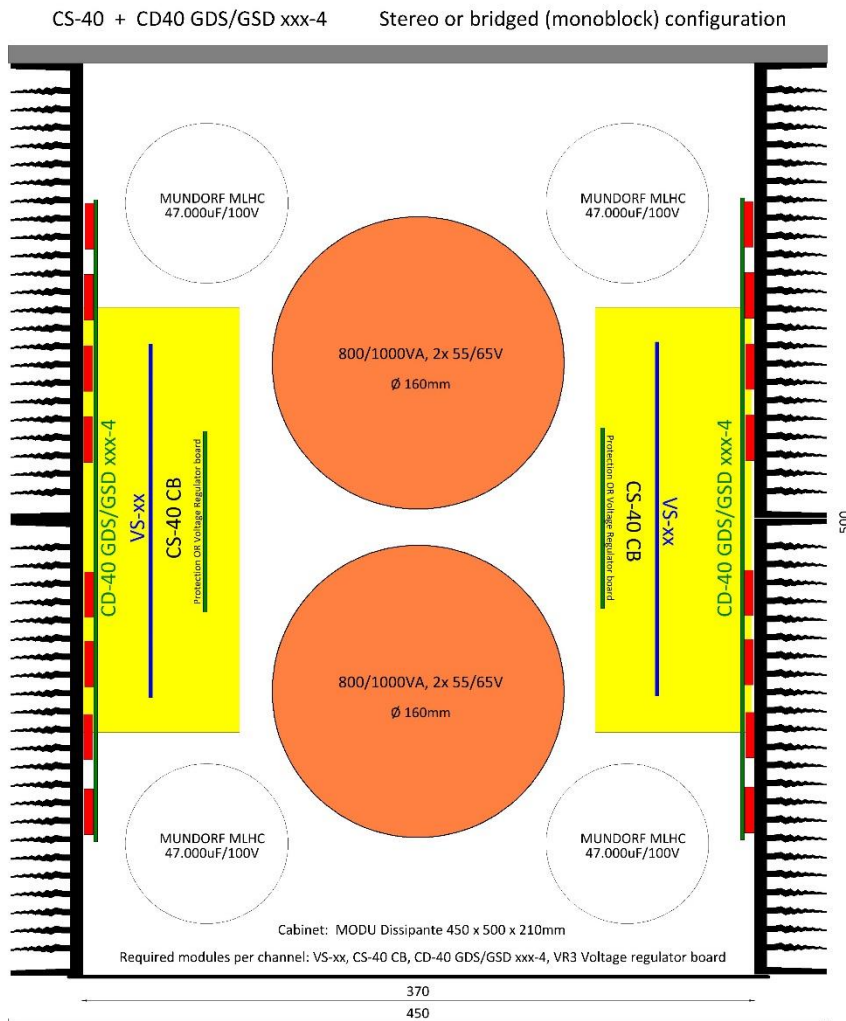 CS-40 + CD40 GDS/GSD xxx-4 Stereo or bridged (monoblock) configuration
MUNDORF MLHC
47.000uF/100V
MUNDORF MLHC
47.000uF/100V
800/1000VA, 2x 55/65V
Ø 160mm
CD-40 GDS/GSD xxx-4
VS-xx
CS-40 CB
Protection OR Voltage Regulator board
Protection OR Voltage Regulator board
CS-40 CB
VS-xx
CD-40 GDS/GSD xxx-4
500
800/1000VA, 2x 55/65V
Ø 160mm
MUNDORF MLHC
47.000uF/100V
MUNDORF MLHC
47.000uF/100V
Cabinet: MODU Dissipante 450 x 500 x 210mm
Required modules per channel: VS-xx, CS-40 CB, CD-40 GDS/GSD xxx-4, VR3 Voltage regulator board
370
450